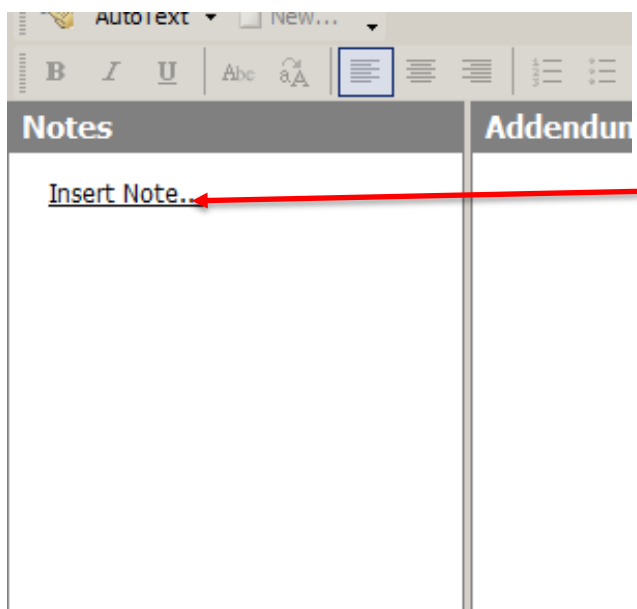 AutoText New...
B I U Abc
Notes Addendum
Insert Note...